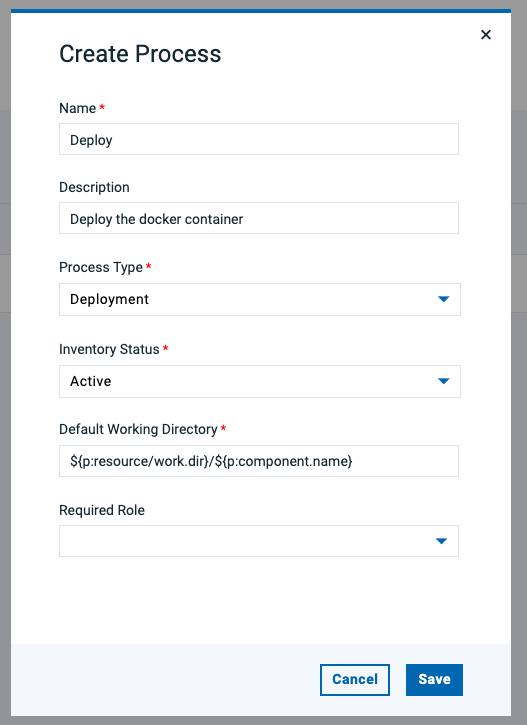 ×
Create Process
Name *
Deploy
Description
Deploy the docker container
Process Type *
Deployment
Inventory Status *
Active
Default Working Directory *
${p:resource/work.dir}/${p:component.name}
Required Role
Cancel Save